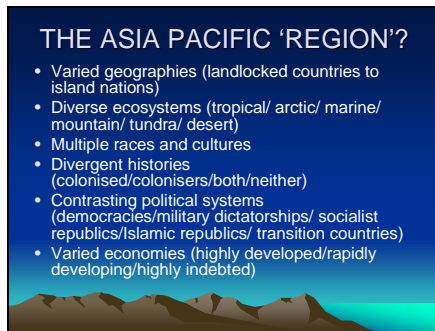 THE ASIA PACIFIC ‘REGION’?
• Varied geographies (landlocked countries to
island nations)
• Diverse ecosystems (tropical/ arctic/ marine/
mountain/ tundra/ desert)
• Multiple races and cultures
• Divergent histories
(colonised/colonisers/both/neither)
• Contrasting political systems
(democracies/military dictatorships/ socialist
republics/Islamic republics/ transition countries)
• Varied economies (highly developed/rapidly
developing/highly indebted)